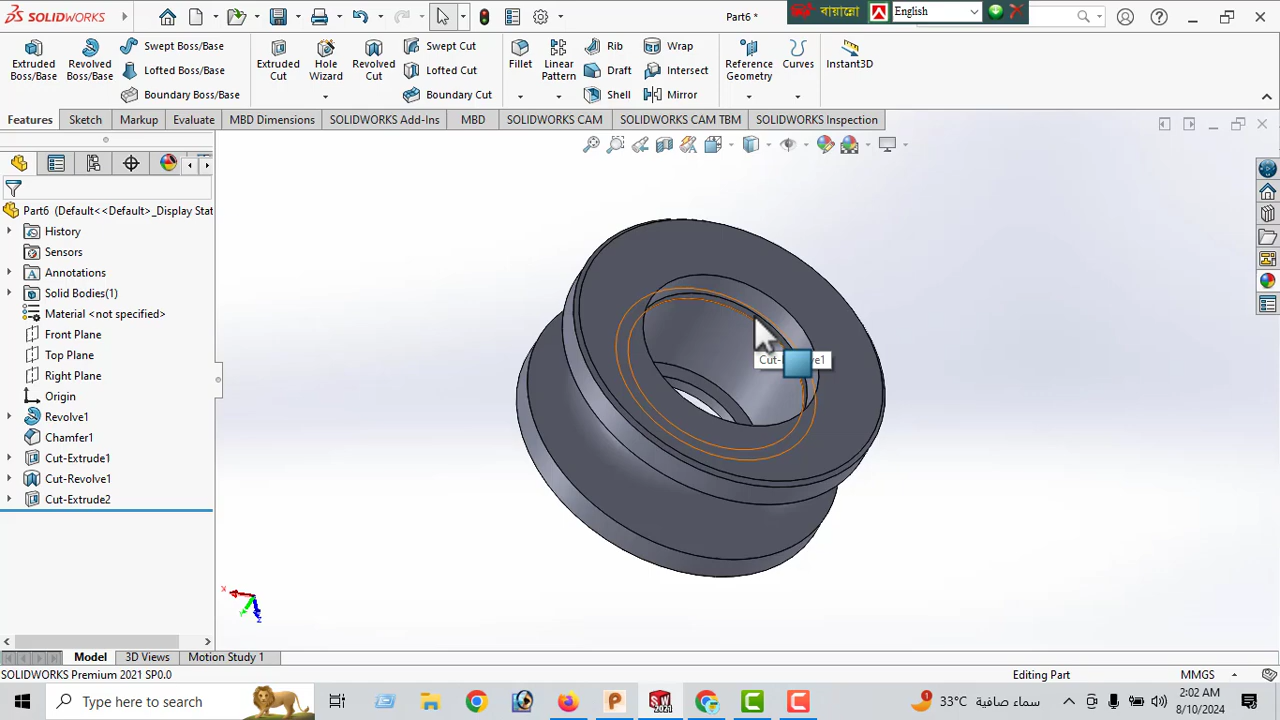 SOLIDWORKS
Part6 *
বায়ান্নো
English
Extruded Boss/Base
Revolved Boss/Base
Swept Boss/Base
Lofted Boss/Base
Boundary Boss/Base
Extruded Cut
Hole Wizard
Revolved Cut
Swept Cut
Lofted Cut
Boundary Cut
Fillet
Linear Pattern
Rib
Draft
Shell
Wrap
Intersect
Mirror
Reference Geometry
Curves
Instant3D
Features
Sketch
Markup
Evaluate
MBD Dimensions
SOLIDWORKS Add-Ins
MBD
SOLIDWORKS CAM
SOLIDWORKS CAM TBM
SOLIDWORKS Inspection
Part6 (Default<<Default>_Display Stat
History
Sensors
Annotations
Solid Bodies(1)
Material <not specified>
Front Plane
Top Plane
Right Plane
Origin
Revolve1
Chamfer1
Cut-Extrude1
Cut-Revolve1
Cut-Extrude2
Model
3D Views
Motion Study 1
SOLIDWORKS Premium 2021 SP0.0
Editing Part
MMGS
Type here to search
33°C
سماء صافية
2:02 AM
8/10/2024